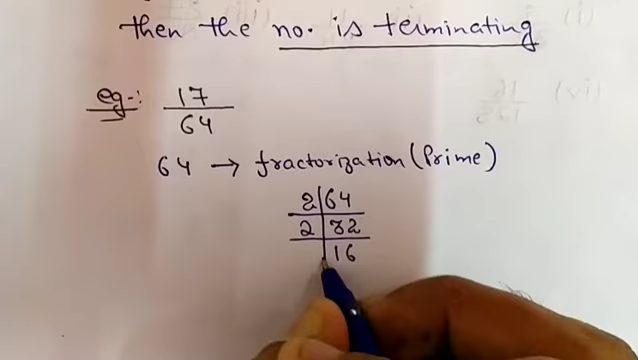 then the no. is terminating
eg-: 17
64
64 → fractorization (Prime)
2 64
2 32
16